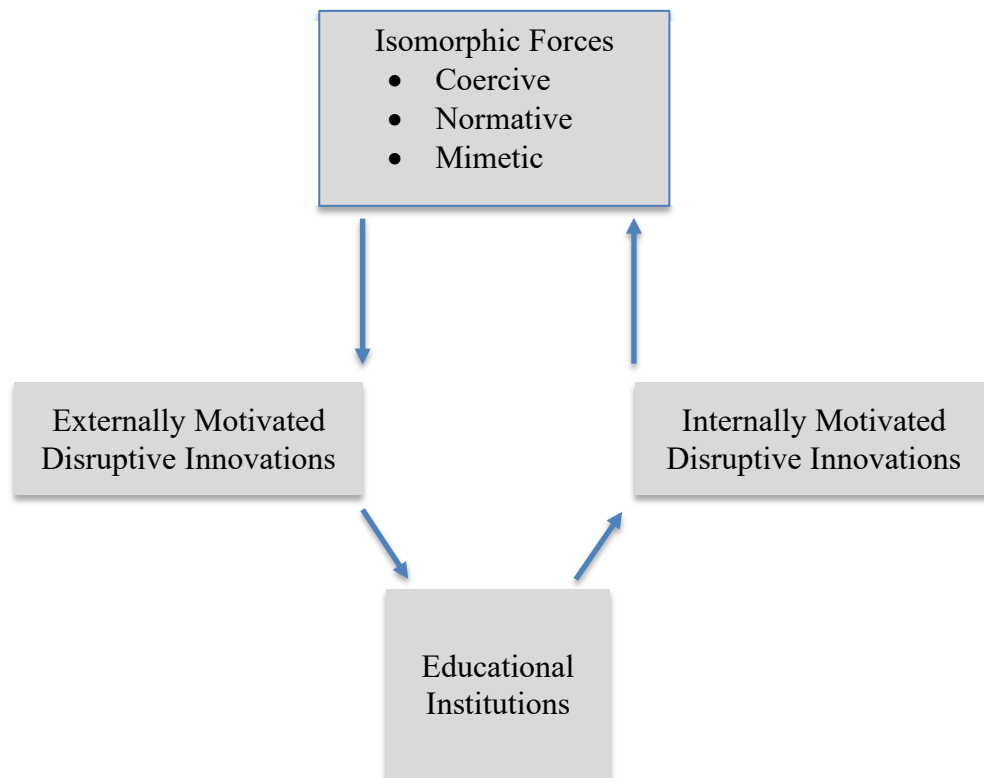 Isomorphic Forces
• Coercive
• Normative
• Mimetic
Externally Motivated
Disruptive Innovations
Internally Motivated
Disruptive Innovations
Educational
Institutions